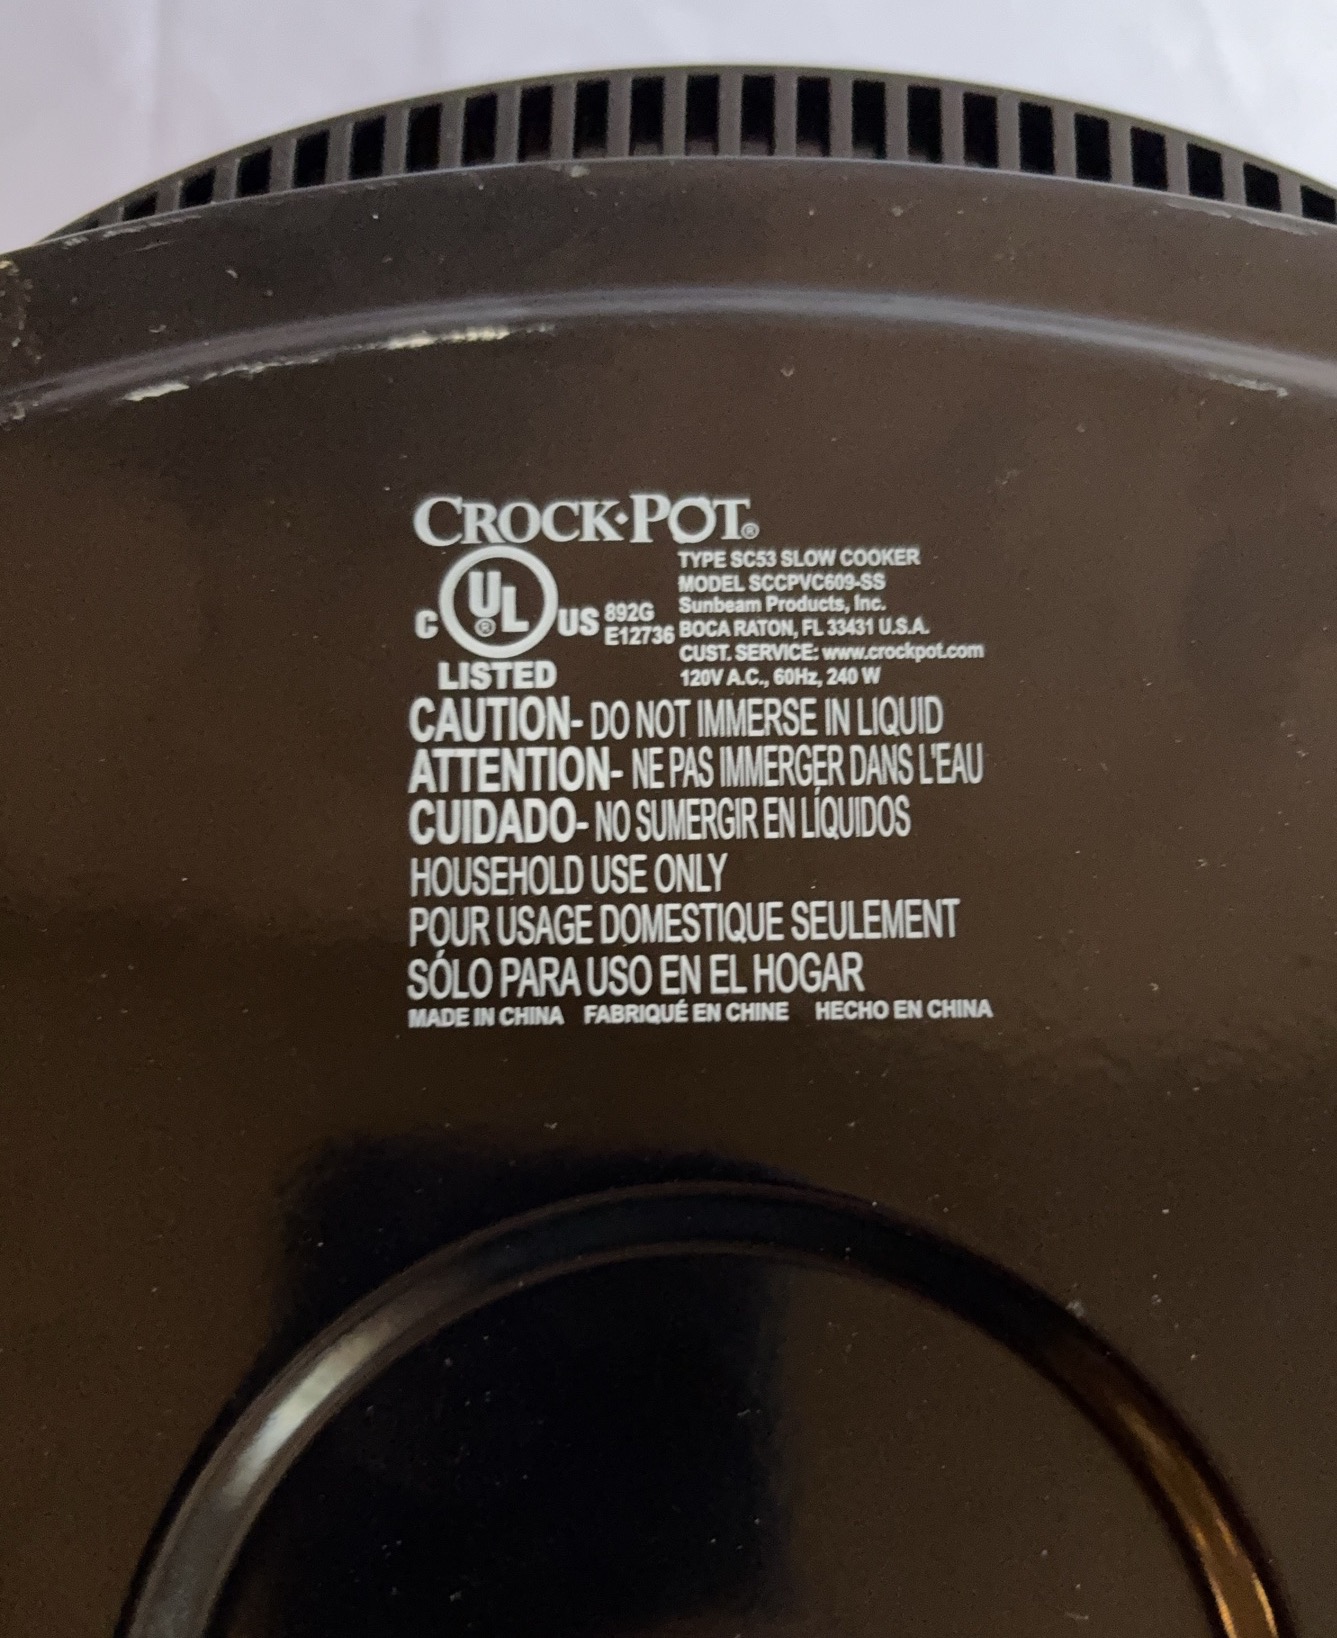 CROCK·POT®
C UL® US LISTED
892G
E12736
TYPE SC53 SLOW COOKER
MODEL SCCPVC609-SS
Sunbeam Products, Inc.
BOCA RATON, FL 33431 U.S.A.
CUST. SERVICE: www.crockpot.com
120V A.C., 60Hz, 240 W
CAUTION- DO NOT IMMERSE IN LIQUID
ATTENTION- NE PAS IMMERGER DANS L'EAU
CUIDADO- NO SUMERGIR EN LÍQUIDOS
HOUSEHOLD USE ONLY
POUR USAGE DOMESTIQUE SEULEMENT
SÓLO PARA USO EN EL HOGAR
MADE IN CHINA FABRIQUÉ EN CHINE HECHO EN CHINA